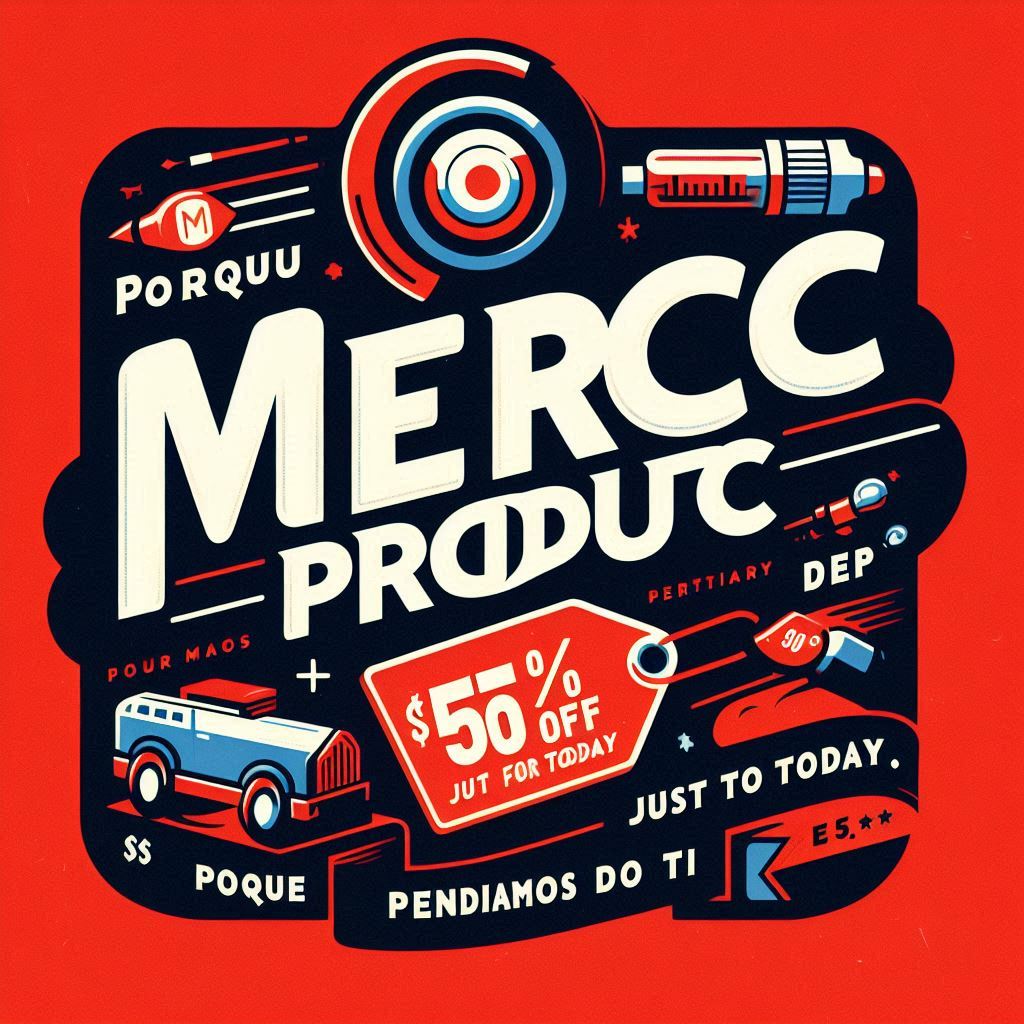 M
PORQUU
MERCC
PRODUC
PERTTIARY
DEP
POUR MAOS
90
$50% OFF
JUT FOR TODAY
JUST TO TODAY.
E5.**
$$
POQUE
PENDIAMOS DO TI